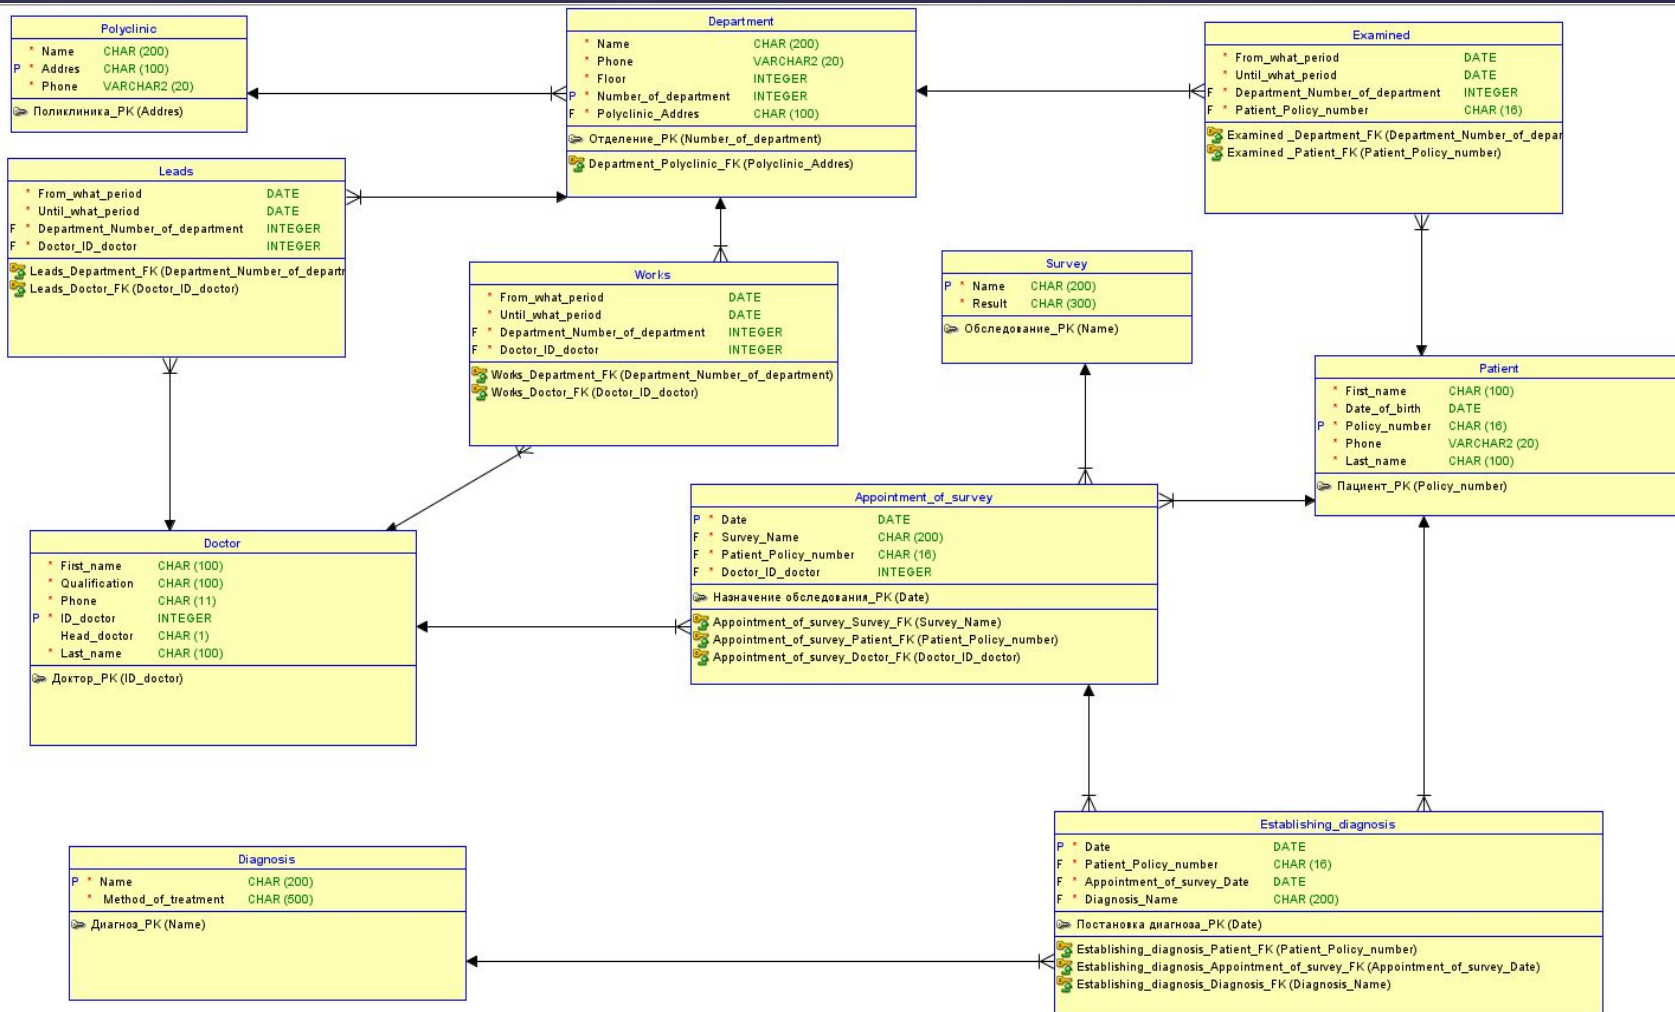 Polyclinic
* Name CHAR (200)
P * Addres CHAR (100)
* Phone VARCHAR2 (20)
Поликлиника_PK (Addres)
Department
* Name CHAR (200)
* Phone VARCHAR2 (20)
* Floor INTEGER
P * Number_of_department INTEGER
F * Polyclinic_Addres CHAR (100)
Отделение_PK (Number_of_department)
Department_Polyclinic_FK (Polyclinic_Addres)
Examined
* From_what_period DATE
* Until_what_period DATE
F * Department_Number_of_department INTEGER
F * Patient_Policy_number CHAR (16)
Examined _Department_FK (Department_Number_of_depar
Examined _Patient_FK (Patient_Policy_number)
Leads
* From_what_period DATE
* Until_what_period DATE
F * Department_Number_of_department INTEGER
F * Doctor_ID_doctor INTEGER
Leads_Department_FK (Department_Number_of_departr
Leads_Doctor_FK (Doctor_ID_doctor)
Works
* From_what_period DATE
* Until_what_period DATE
F * Department_Number_of_department INTEGER
F * Doctor_ID_doctor INTEGER
Works_Department_FK (Department_Number_of_department)
Works_Doctor_FK (Doctor_ID_doctor)
Survey
P * Name CHAR (200)
* Result CHAR (300)
Обследование_PK (Name)
Patient
* First_name CHAR (100)
* Date_of_birth DATE
P * Policy_number CHAR (16)
* Phone VARCHAR2 (20)
* Last_name CHAR (100)
Пациент_PK (Policy_number)
Appointment_of_survey
P * Date DATE
F * Survey_Name CHAR (200)
F * Patient_Policy_number CHAR (16)
F * Doctor_ID_doctor INTEGER
Назначение обследования_PK (Date)
Appointment_of_survey_Survey_FK (Survey_Name)
Appointment_of_survey_Patient_FK (Patient_Policy_number)
Appointment_of_survey_Doctor_FK (Doctor_ID_doctor)
Doctor
* First_name CHAR (100)
* Qualification CHAR (100)
* Phone CHAR (11)
P * ID_doctor INTEGER
Head_doctor CHAR (1)
* Last_name CHAR (100)
Доктор_PK (ID_doctor)
Establishing_diagnosis
P * Date DATE
F * Patient_Policy_number CHAR (16)
F * Appointment_of_survey_Date DATE
F * Diagnosis_Name CHAR (200)
Постановка диагноза_PK (Date)
Establishing_diagnosis_Patient_FK (Patient_Policy_number)
Establishing_diagnosis_Appointment_of_survey_FK (Appointment_of_survey_Date)
Establishing_diagnosis_Diagnosis_FK (Diagnosis_Name)
Diagnosis
P * Name CHAR (200)
* Method_of_treatment CHAR (500)
Диагноз_PK (Name)